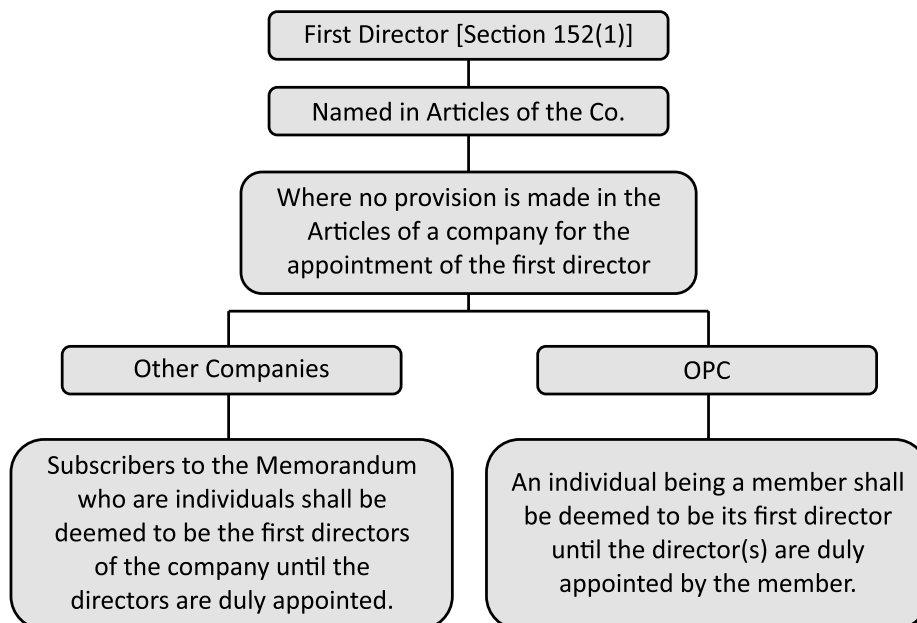 First Director [Section 152(1)]
Named in Articles of the Co.
Where no provision is made in the
Articles of a company for the
appointment of the first director
Other Companies
OPC
Subscribers to the Memorandum
who are individuals shall be
deemed to be the first directors
of the company until the
directors are duly appointed.
An individual being a member shall
be deemed to be its first director
until the director(s) are duly
appointed by the member.